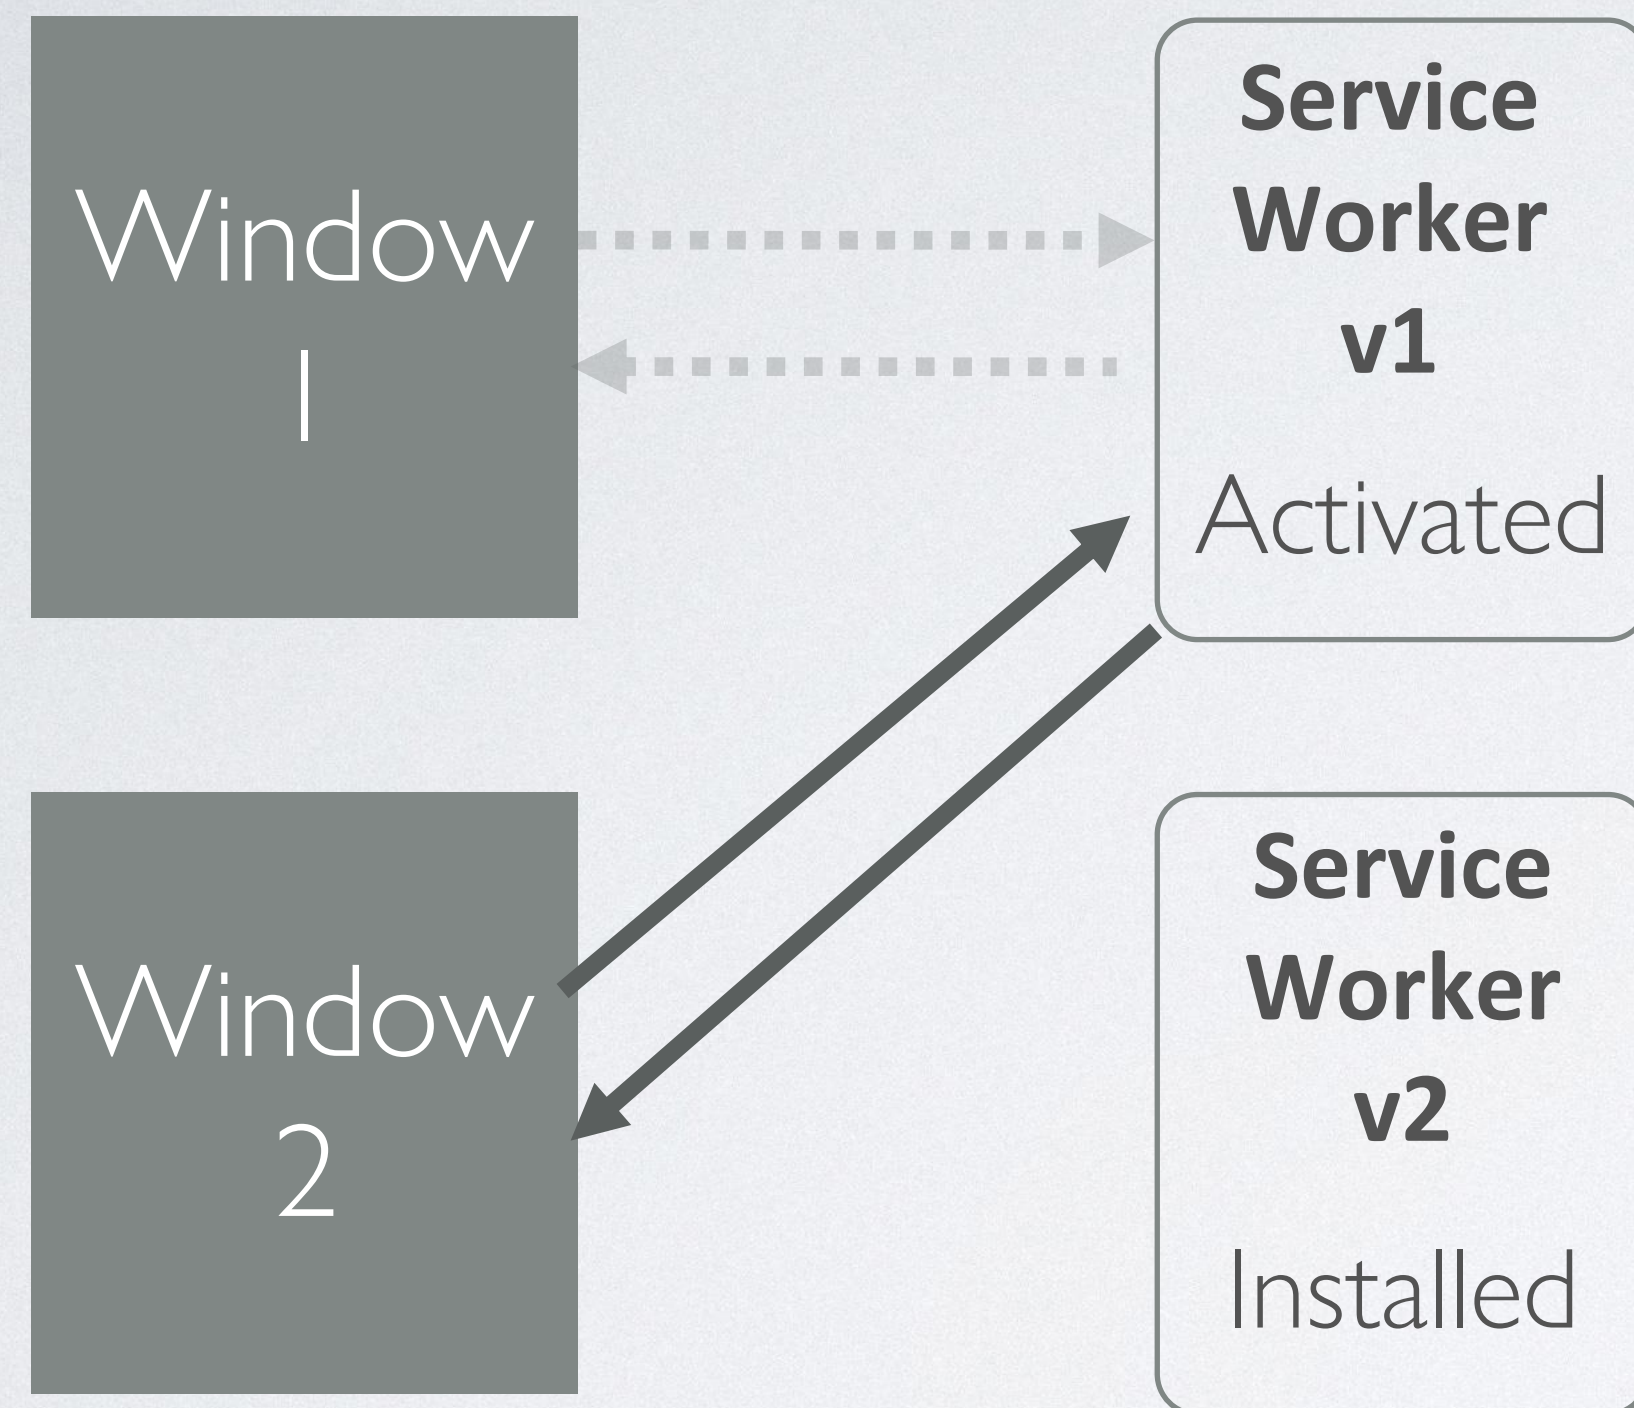 Window
1
Service
Worker
v1
Activated
Window
2
Service
Worker
v2
Installed